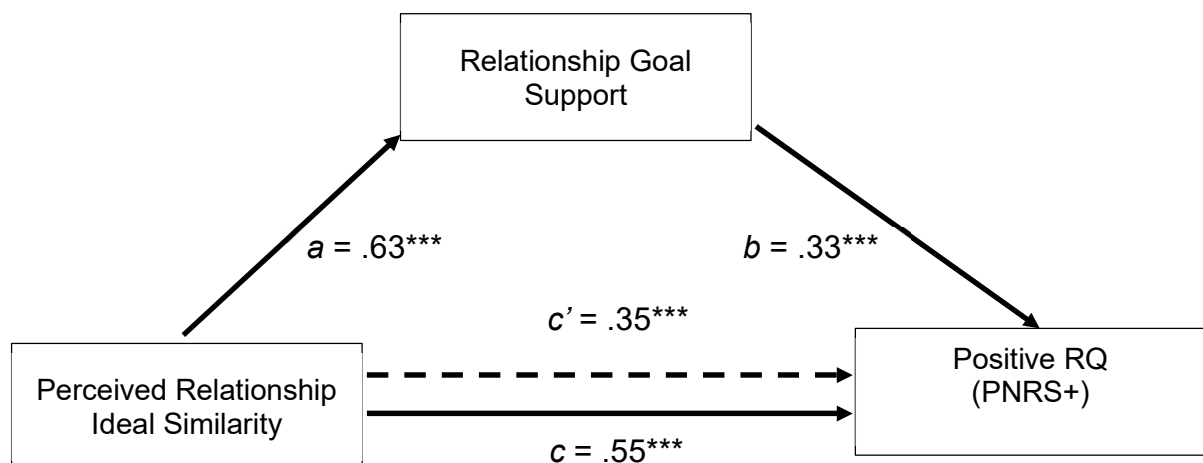 Relationship Goal
Support
a = .63***
b = .33***
c’ = .35***
Perceived Relationship
Ideal Similarity
Positive RQ
(PNRS+)
c = .55***